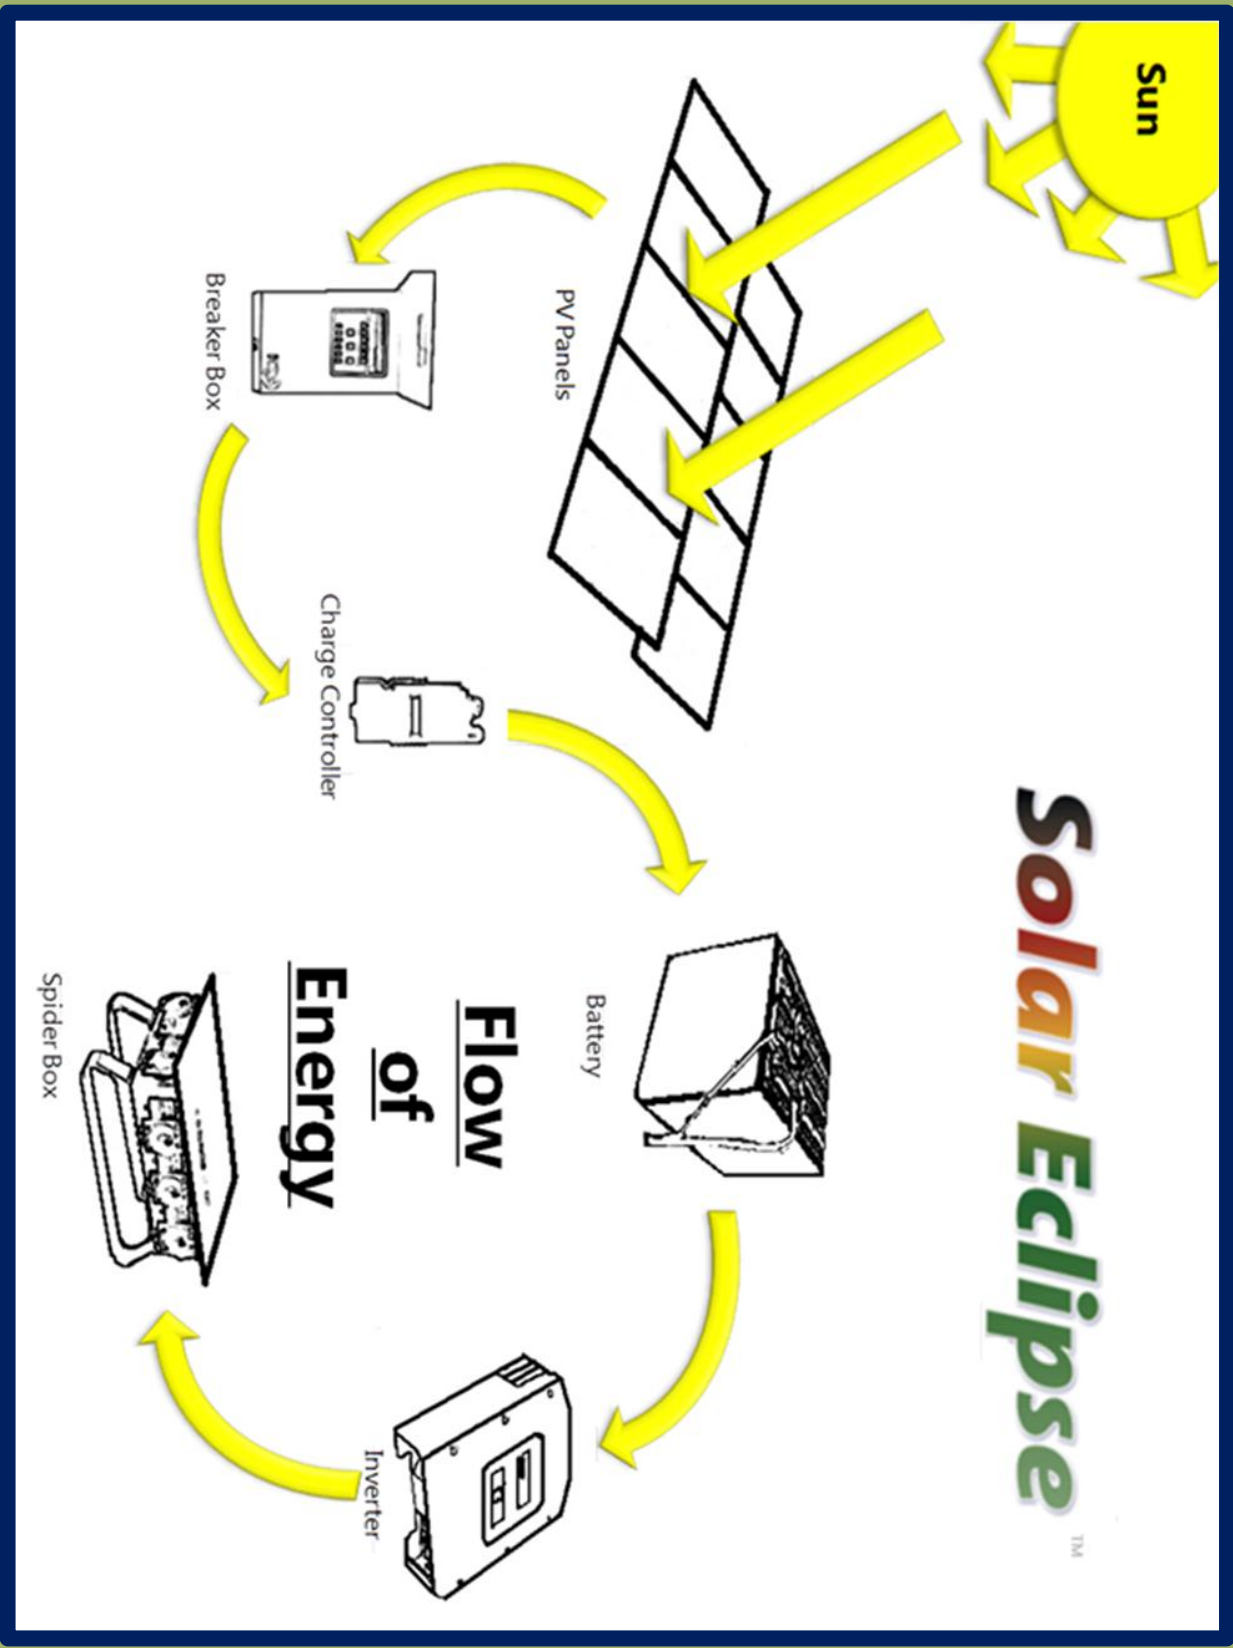 Sun
Solar Eclipse ™
PV Panels
Breaker Box
Charge Controller
Battery
Flow
of
Energy
Inverter
Spider Box